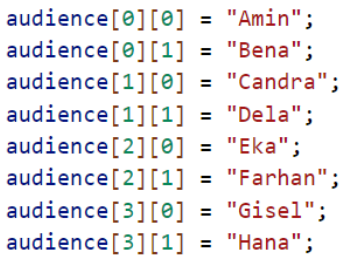 audience[0][0] = "Amin";
audience[0][1] = "Bena";
audience[1][0] = "Candra";
audience[1][1] = "Dela";
audience[2][0] = "Eka";
audience[2][1] = "Farhan";
audience[3][0] = "Gisel";
audience[3][1] = "Hana";